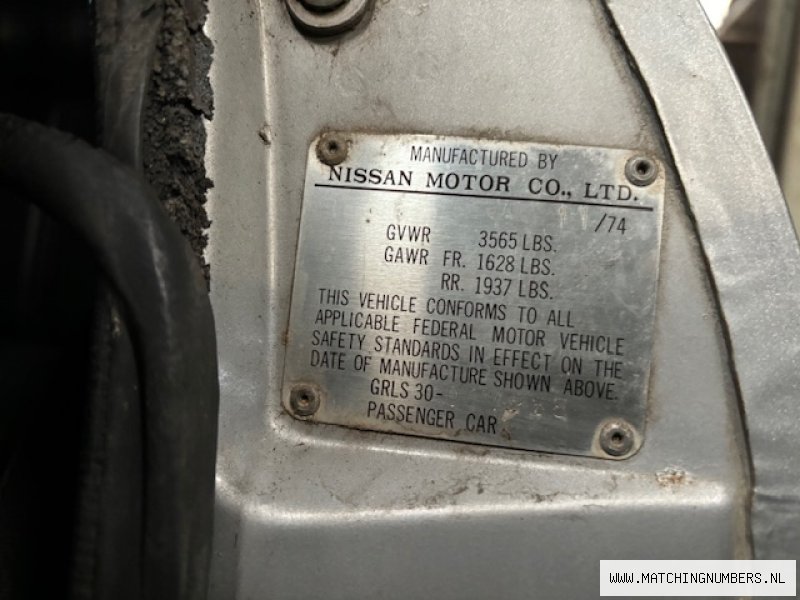 MANUFACTURED BY
NISSAN MOTOR CO., LTD.
/74
GVWR 3565 LBS.
GAWR FR. 1628 LBS.
RR. 1937 LBS.
THIS VEHICLE CONFORMS TO ALL
APPLICABLE FEDERAL MOTOR VEHICLE
SAFETY STANDARDS IN EFFECT ON THE
DATE OF MANUFACTURE SHOWN ABOVE.
GRLS 30-
PASSENGER CAR
WWW.MATCHINGNUMBERS.NL